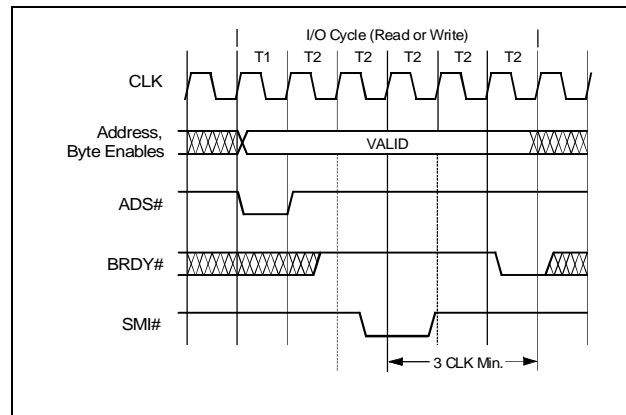 I/O Cycle (Read or Write)
T1 T2 T2 T2 T2 T2
CLK
Address,
Byte Enables
VALID
ADS#
BRDY#
SMI#
3 CLK Min.